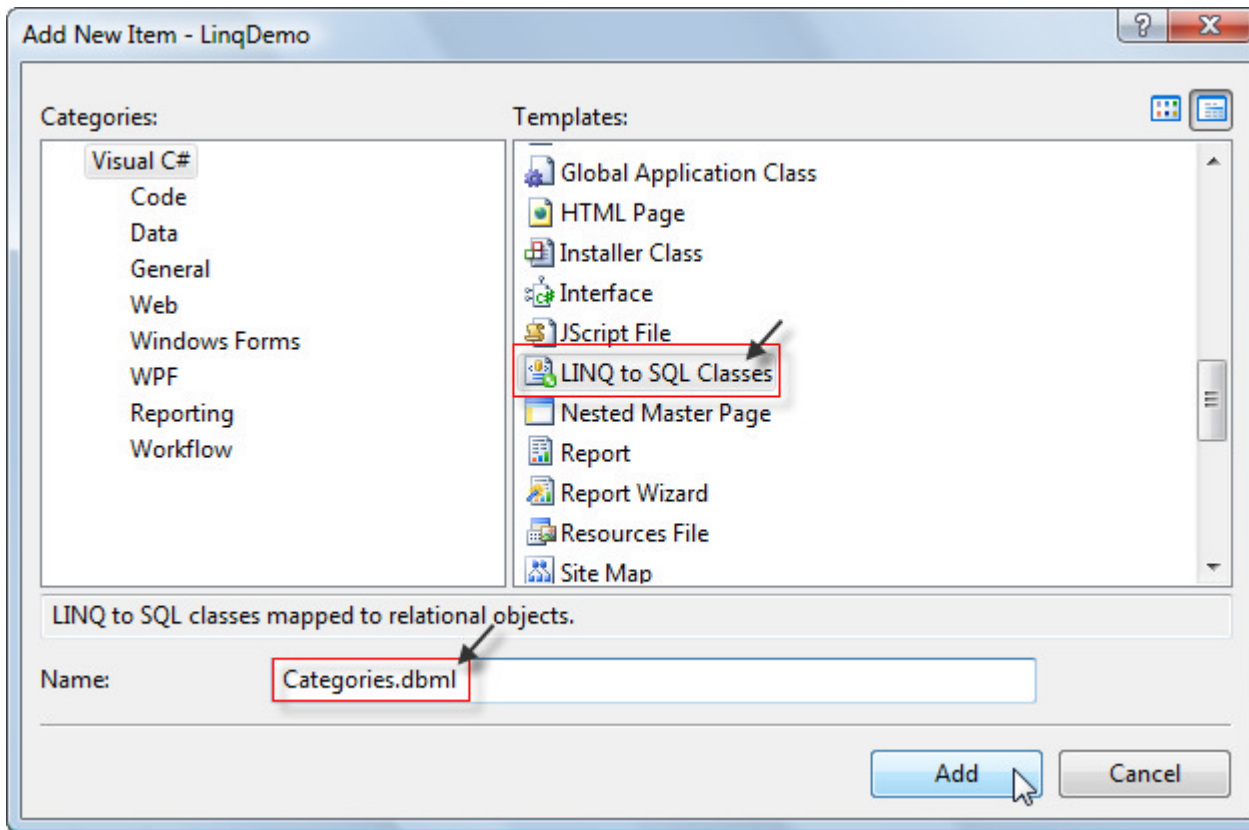 Add New Item - LinqDemo
Categories:
Templates:
Visual C#
Code
Data
General
Web
Windows Forms
WPF
Reporting
Workflow
Global Application Class
HTML Page
Installer Class
Interface
JScript File
LINQ to SQL Classes
Nested Master Page
Report
Report Wizard
Resources File
Site Map
LINQ to SQL classes mapped to relational objects.
Name:
Categories.dbml
Add
Cancel